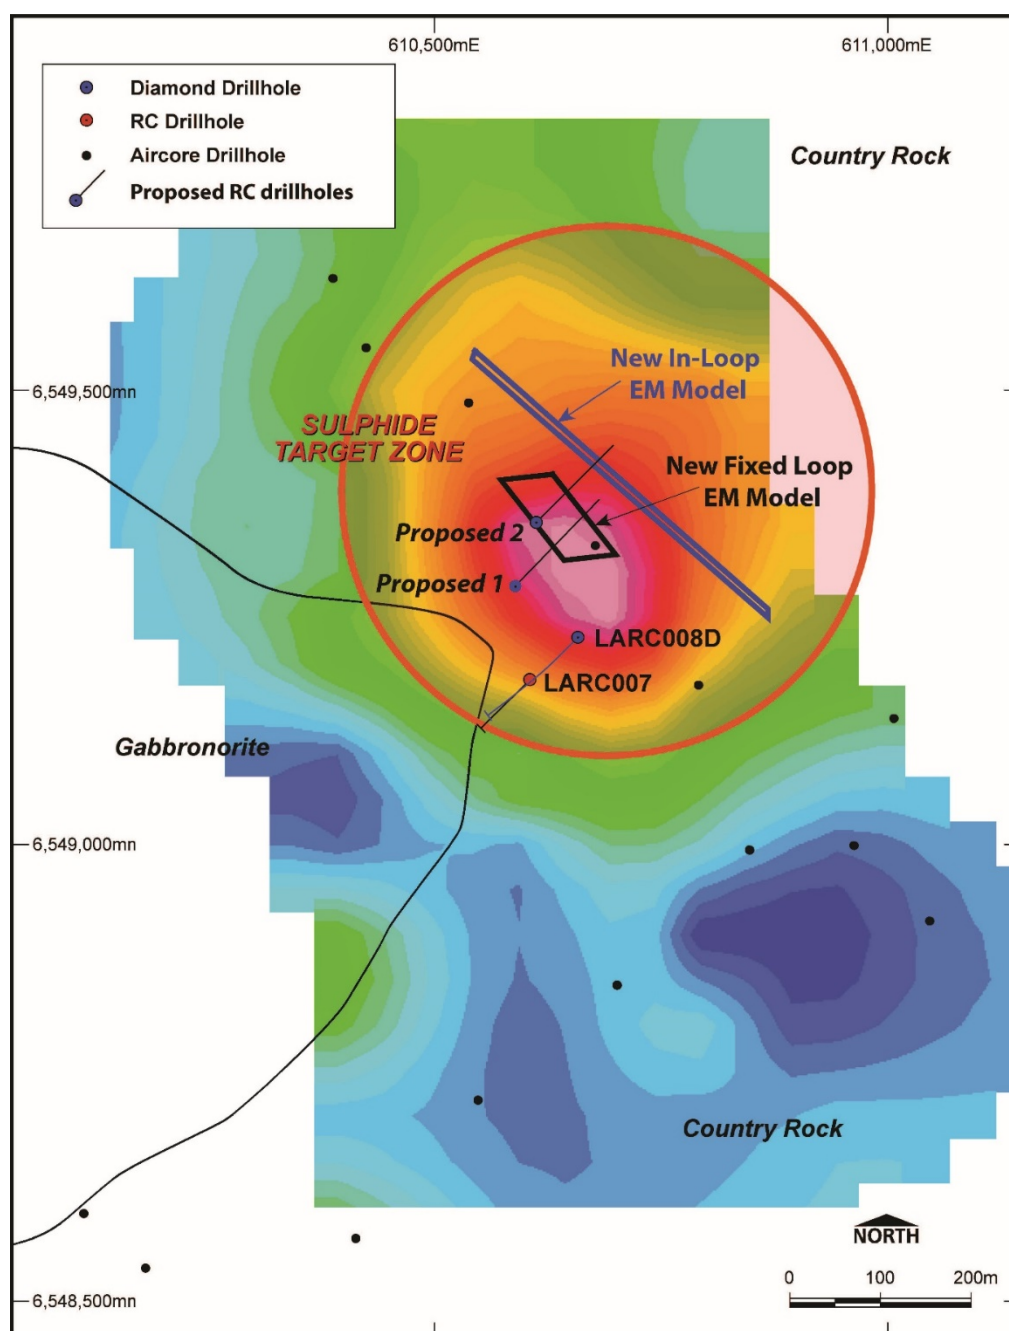 610,500mE
611,000mE
Diamond Drillhole
RC Drillhole
Aircore Drillhole
Proposed RC drillholes
Country Rock
New In-Loop
EM Model
6,549,500mn
SULPHIDE
TARGET ZONE
New Fixed Loop
EM Model
Proposed 2
Proposed 1
LARC008D
LARC007
Gabbronorite
6,549,000mn
Country Rock
NORTH
0 100 200m
6,548,500mn